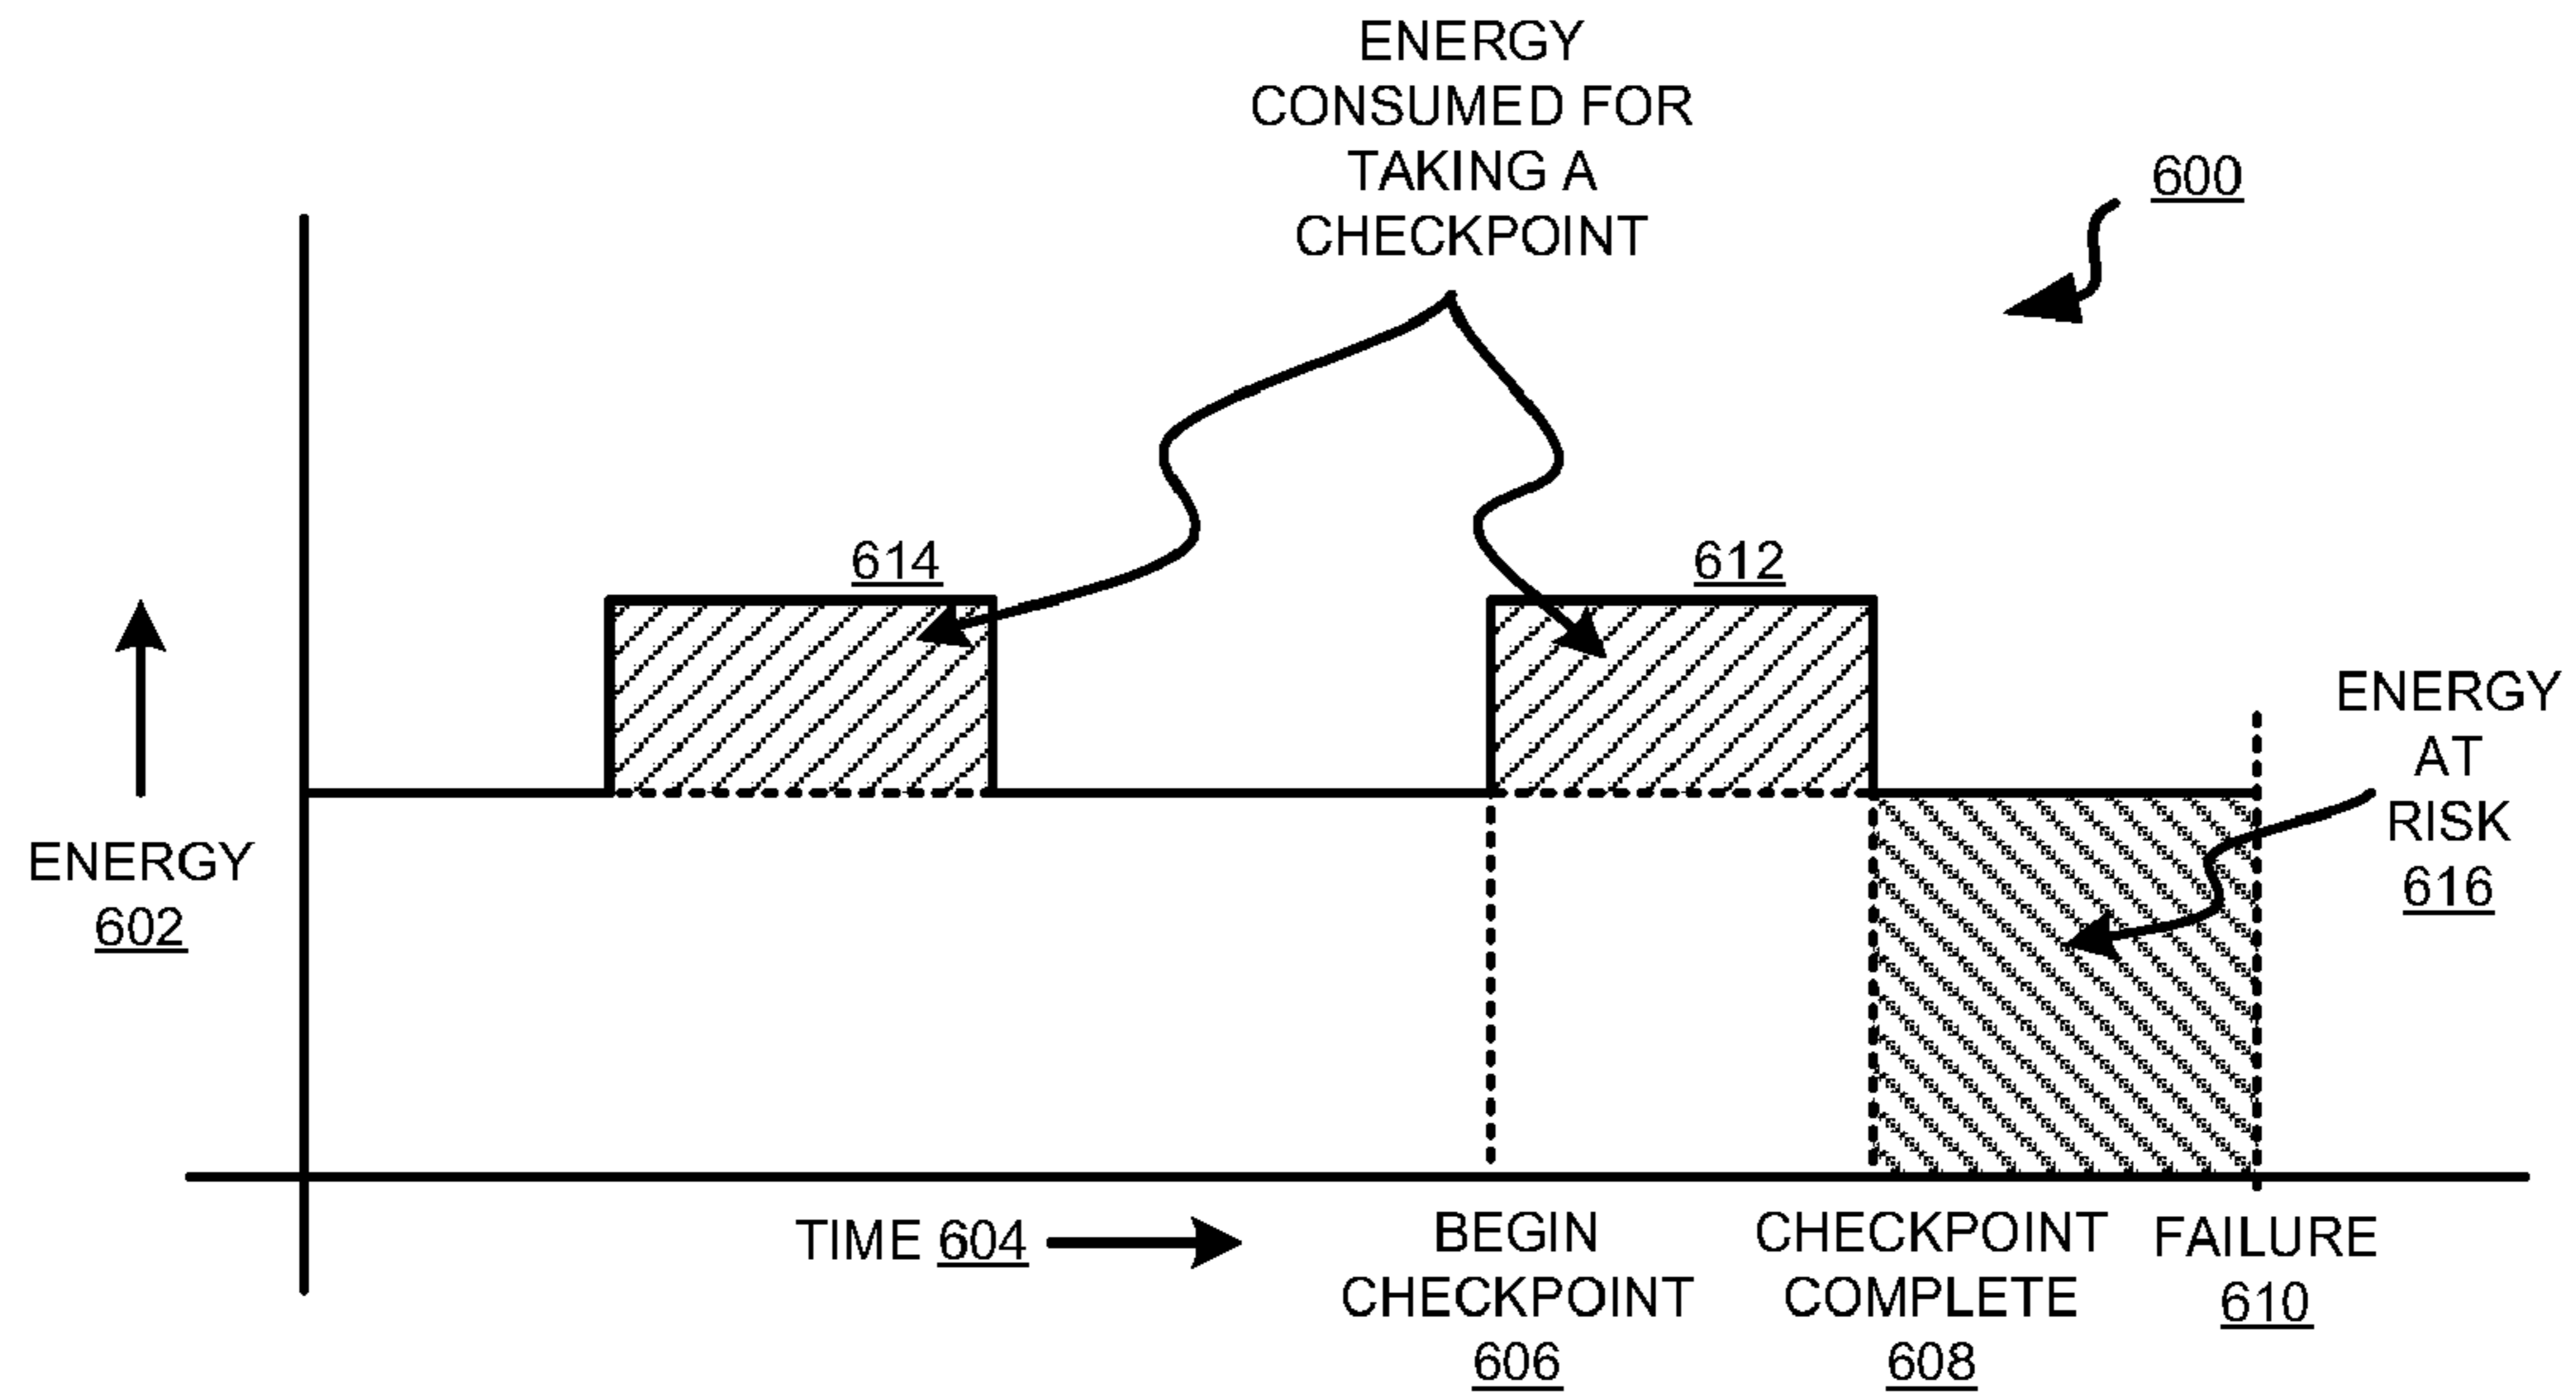 ENERGY
CONSUMED FOR
TAKING A
CHECKPOINT
600
614
612
ENERGY
AT
RISK
616
ENERGY
602
TIME 604
BEGIN
CHECKPOINT
606
CHECKPOINT
COMPLETE
608
FAILURE
610